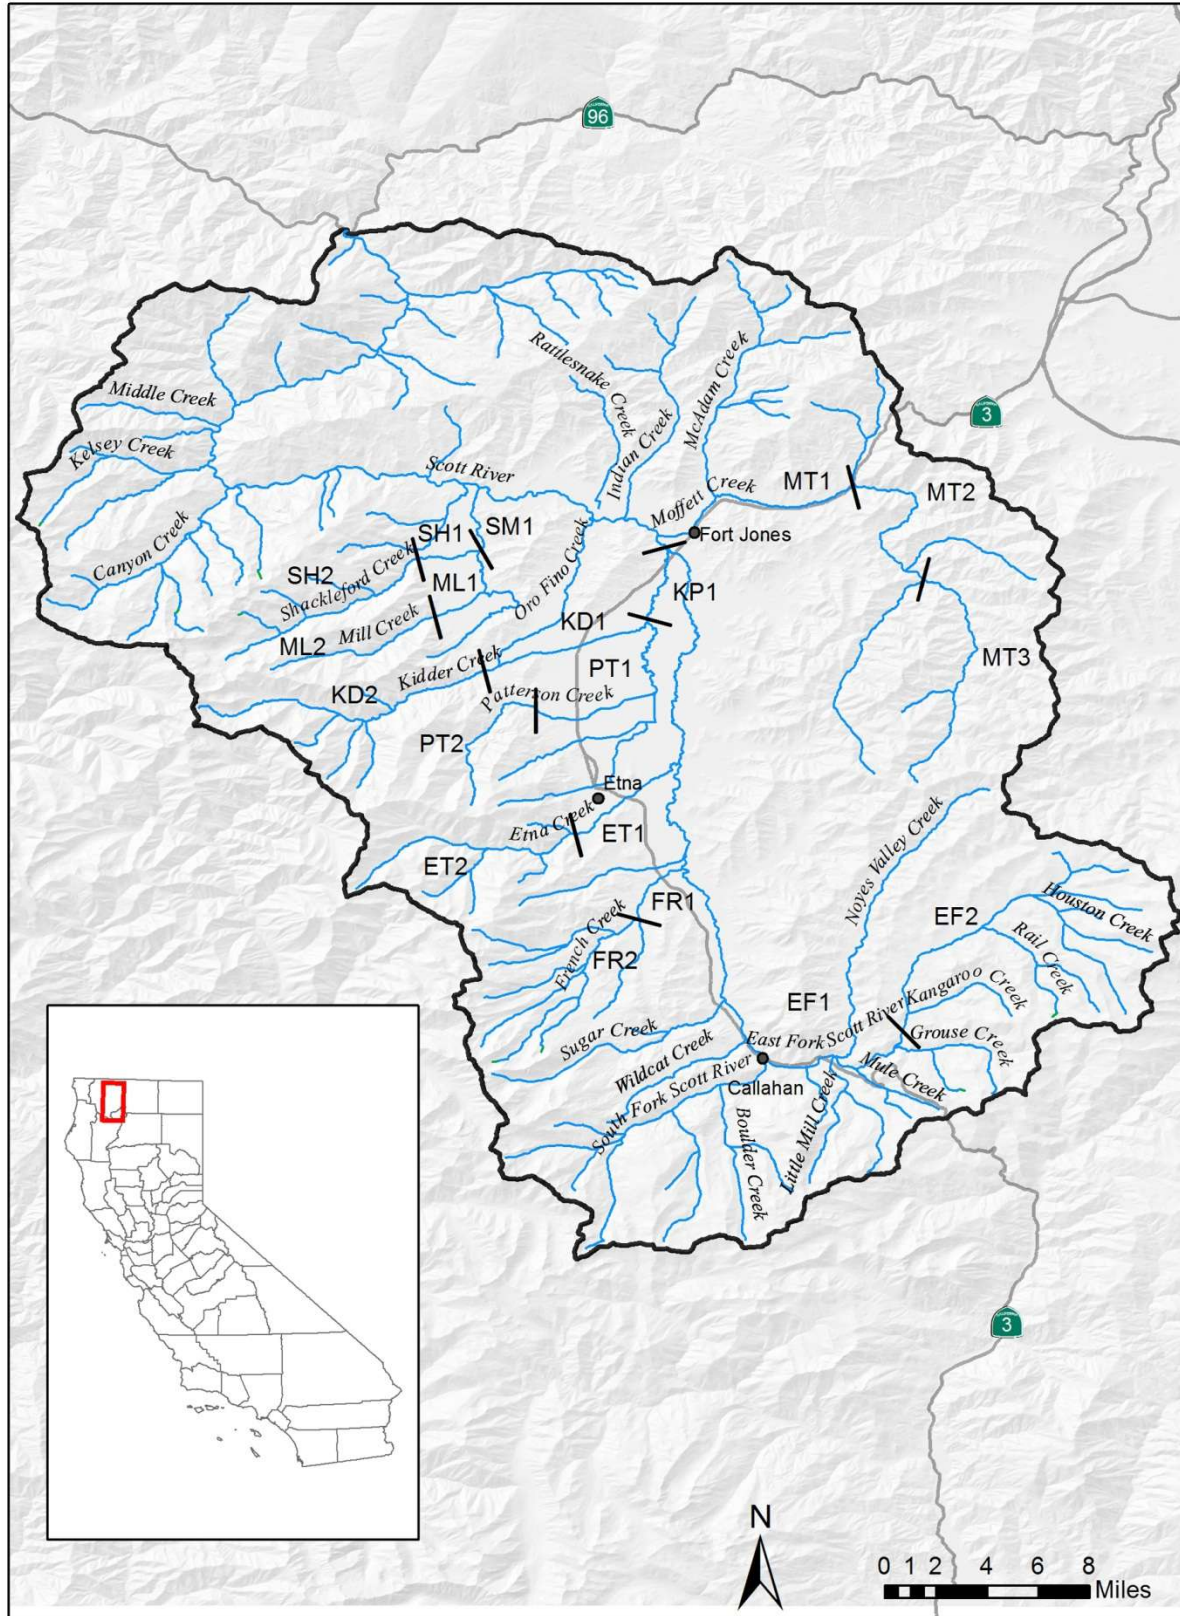 96
3
Rattlesnake Creek
McAdam Creek
Middle Creek
Kelsey Creek
Indian Creek
Scott River
MT1
MT2
Moffett Creek
Fort Jones
Canyon Creek
SH1
SM1
Oro Fino Creek
SH2
Shackleford Creek
ML1
KP1
Mill Creek
KD1
ML2
Kidder Creek
PT1
MT3
KD2
Patterson Creek
PT2
Etna
Etna Creek
ET1
ET2
Noyes Valley Creek
FR1
Houston Creek
EF2
Rail Creek
French Creek
FR2
Kangaroo Creek
EF1
Sugar Creek
East Fork Scott River
Grouse Creek
Wildcat Creek
Mule Creek
South Fork Scott River
Callahan
Little Mill Creek
Boulder Creek
3
N
0 1 2 4 6 8
Miles